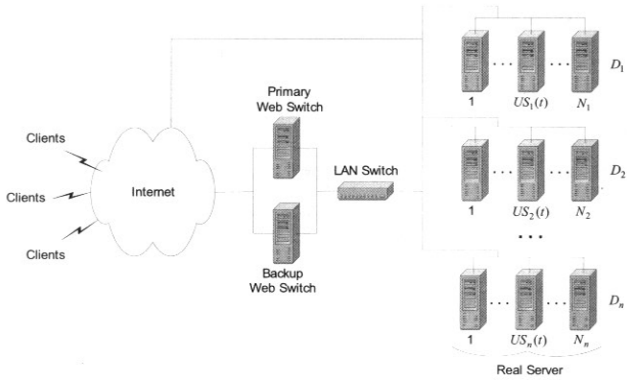 1
US₁(t)
N₁
D₁
Primary
Web Switch
Clients
LAN Switch
Clients
Internet
1
US₂(t)
N₂
D₂
...
Clients
Backup
Web Switch
1
USₙ(t)
Nₙ
Dₙ
Real Server